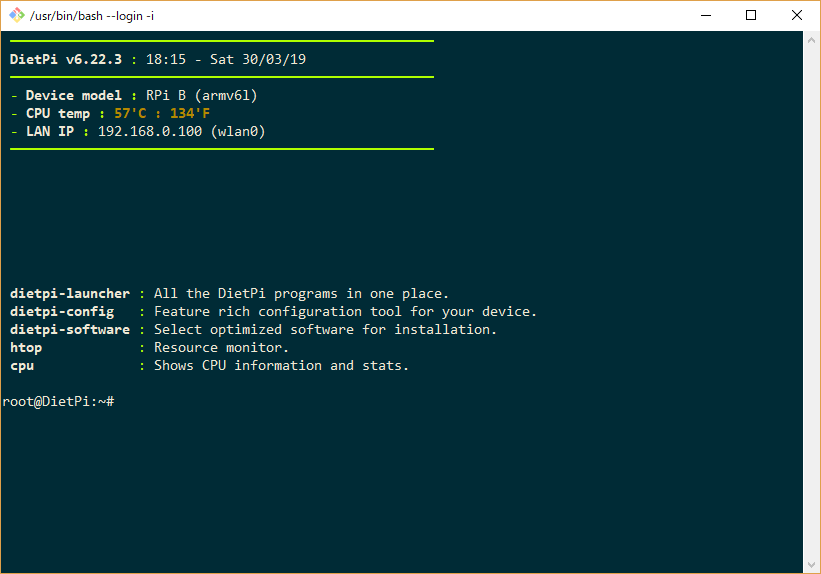 /usr/bin/bash --login -i
DietPi v6.22.3 : 18:15 - Sat 30/03/19
- Device model : RPi B (armv6l)
- CPU temp : 57'C : 134'F
- LAN IP : 192.168.0.100 (wlan0)
dietpi-launcher : All the DietPi programs in one place.
dietpi-config : Feature rich configuration tool for your device.
dietpi-software : Select optimized software for installation.
htop : Resource monitor.
cpu : Shows CPU information and stats.
root@DietPi:~#